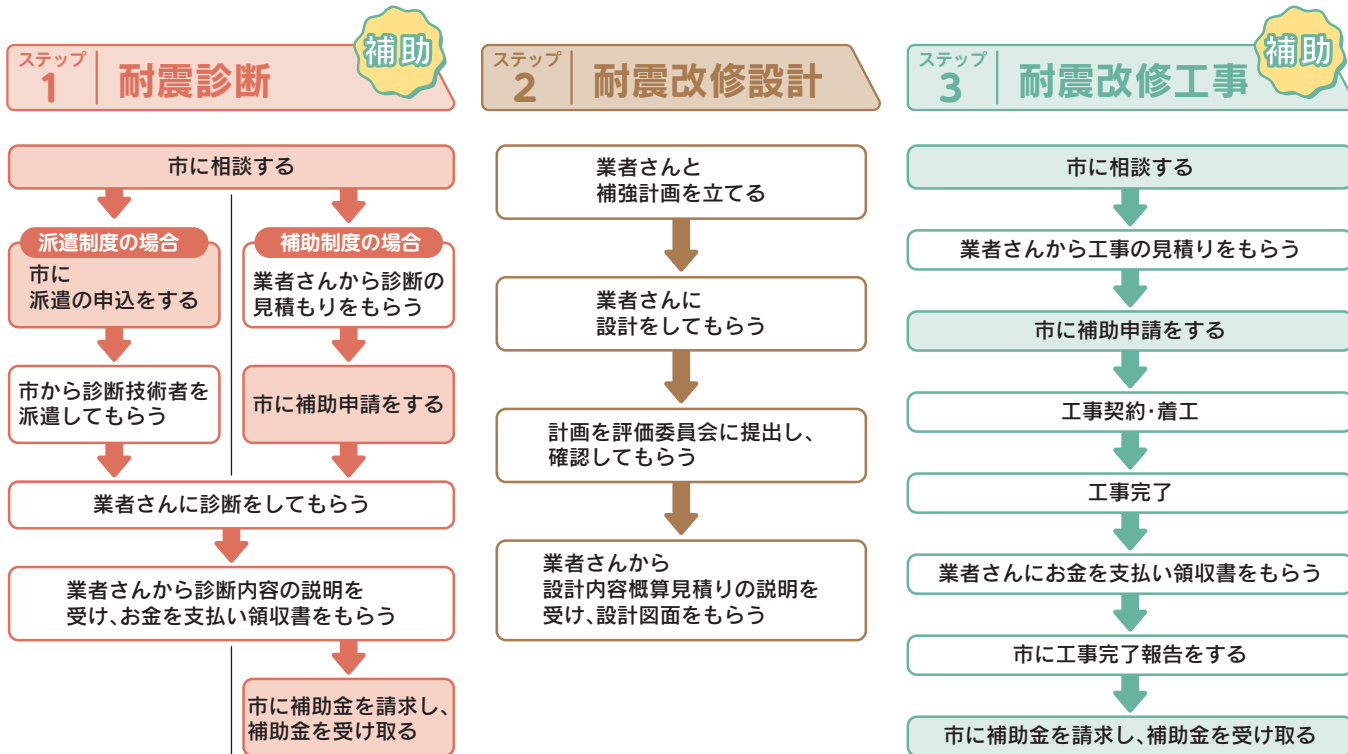 ステップ
1
耐震診断
補助
市に相談する
派遣制度の場合
市に
派遣の申込をする
市から診断技術者を
派遣してもらう
補助制度の場合
業者さんから診断の
見積もりをもらう
市に補助申請をする
業者さんに診断をしてもらう
業者さんから診断内容の説明を
受け、お金を支払い領収書をもらう
市に補助金を請求し、
補助金を受け取る
ステップ
2
耐震改修設計
業者さんと
補強計画を立てる
業者さんに
設計をしてもらう
計画を評価委員会に提出し、
確認してもらう
業者さんから
設計内容概算見積りの説明を
受け、設計図面をもらう
ステップ
3
耐震改修工事
補助
市に相談する
業者さんから工事の見積りをもらう
市に補助申請をする
工事契約・着工
工事完了
業者さんにお金を支払い領収書をもらう
市に工事完了報告をする
市に補助金を請求し、補助金を受け取る